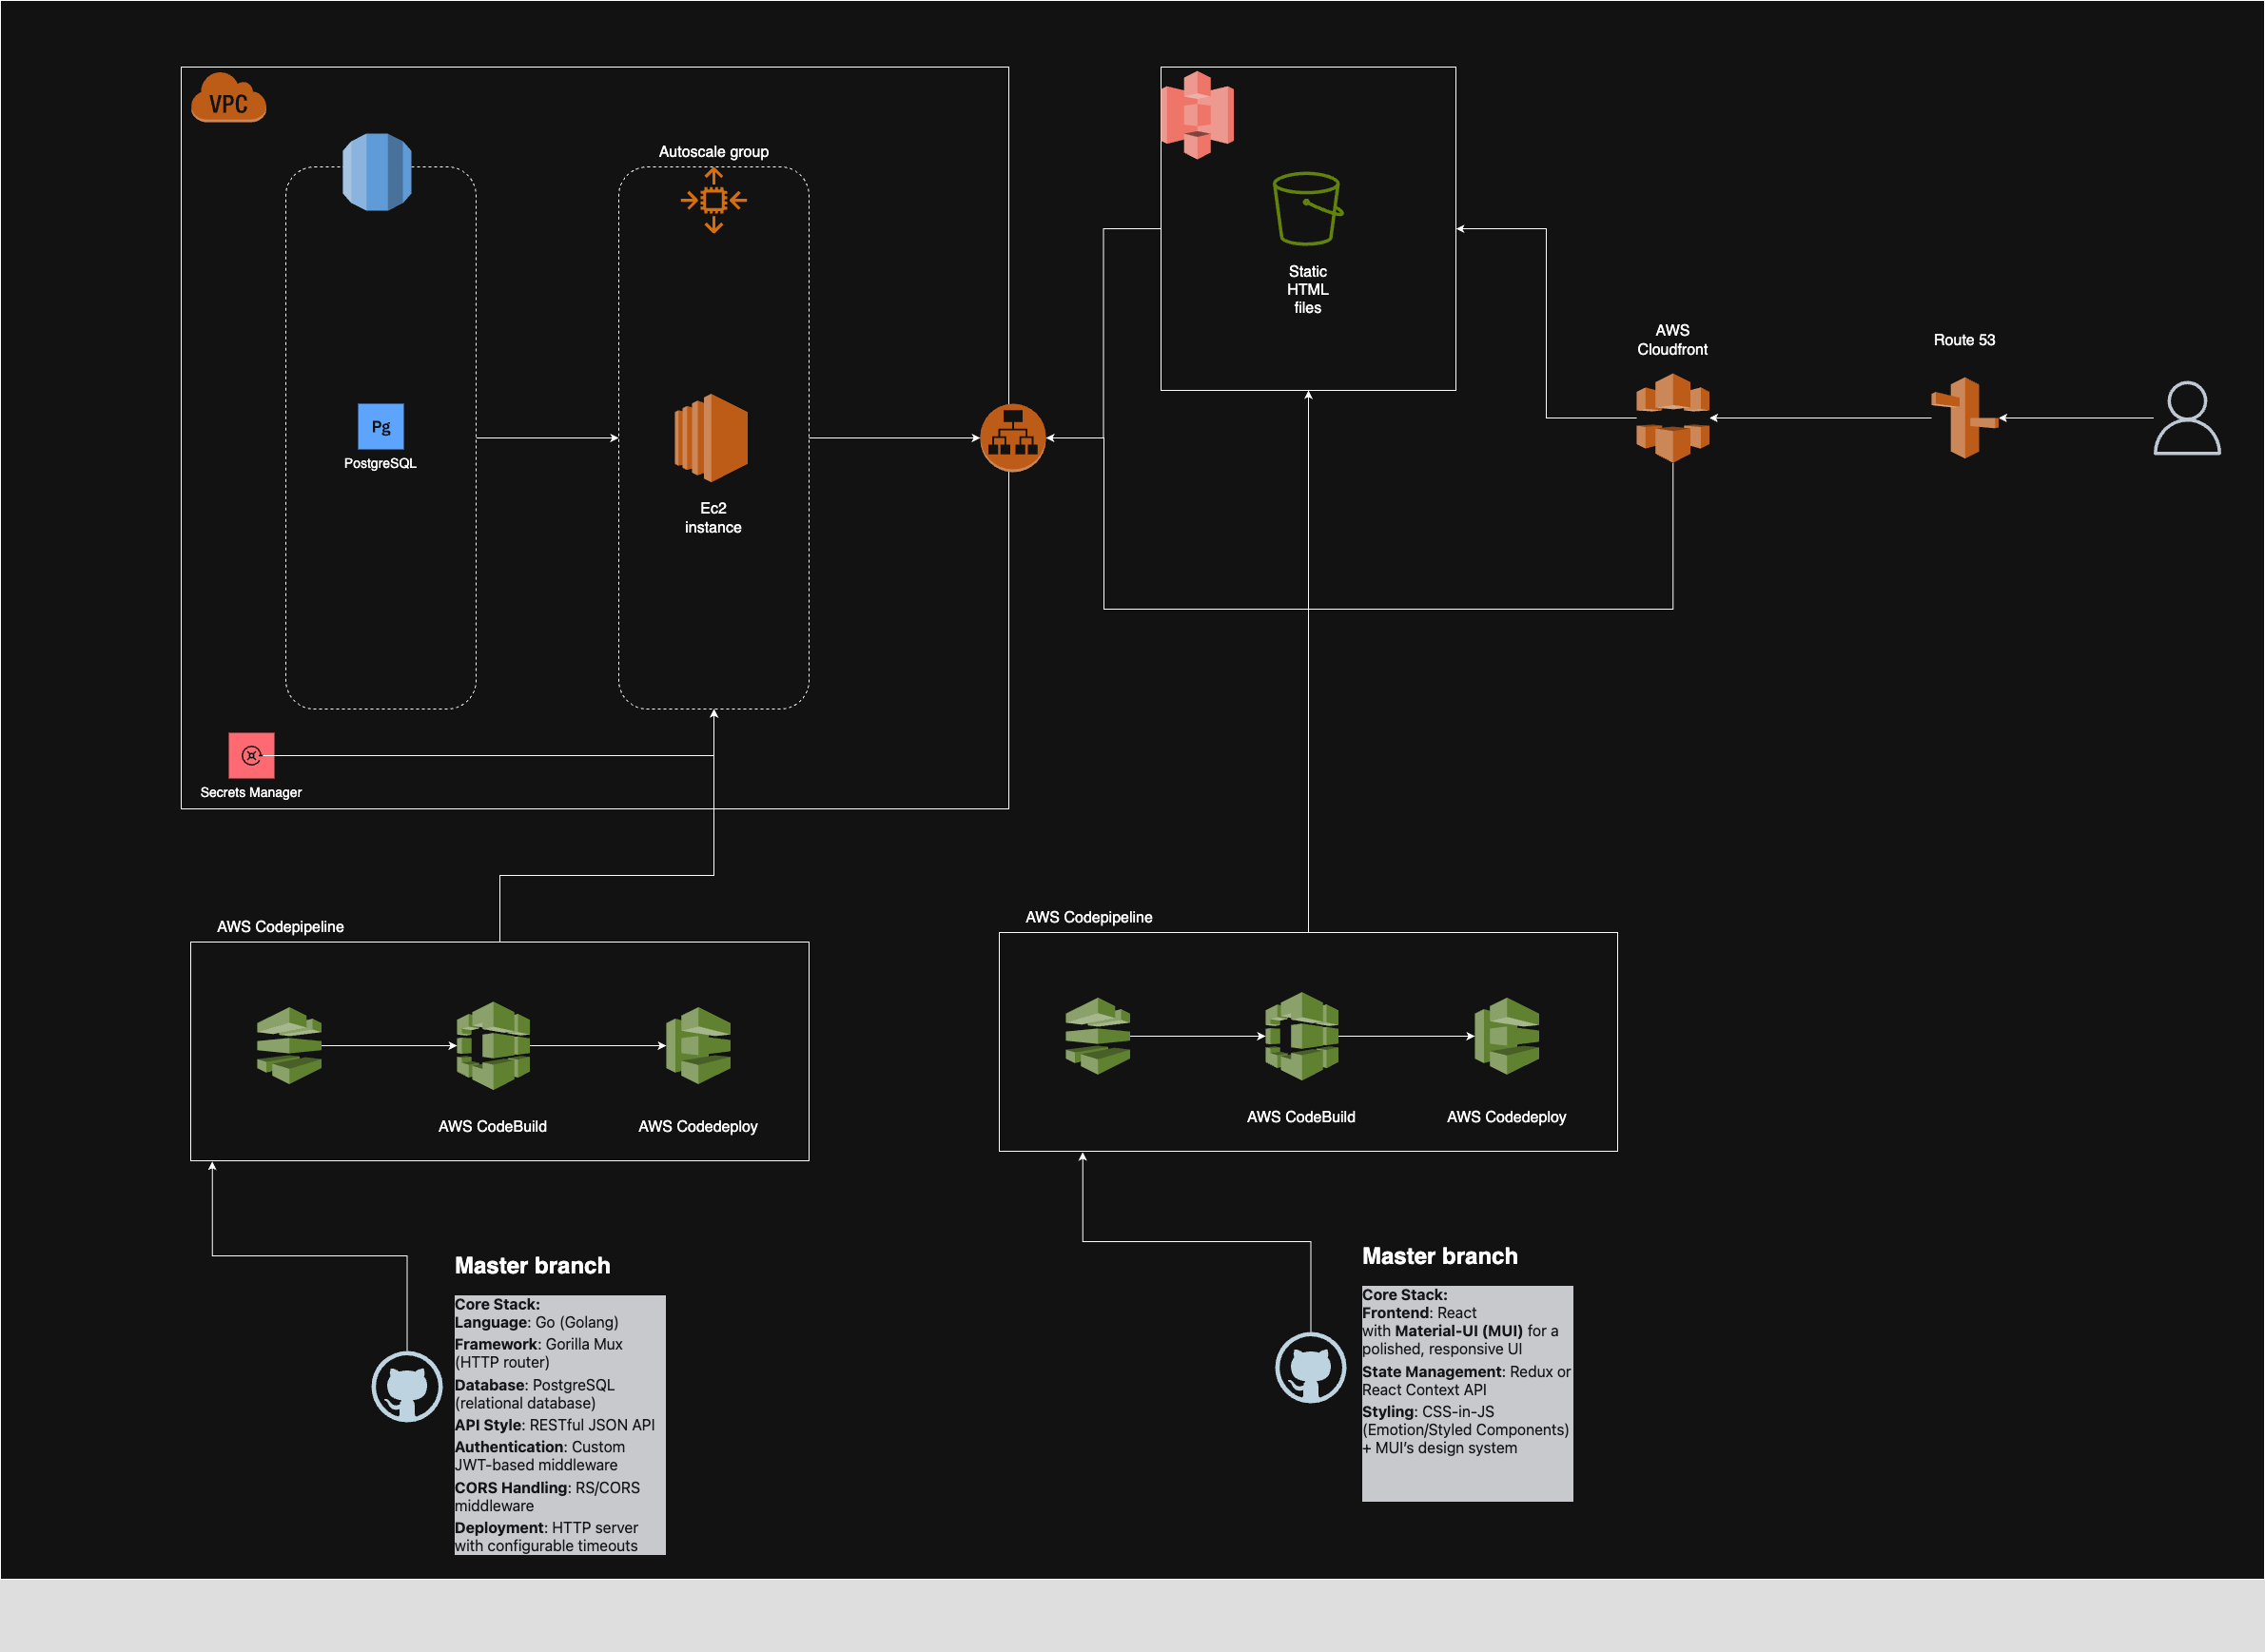 VPC
Autoscale group
Pg
PostgreSQL
Ec2
instance
Secrets Manager
Static
HTML
files
AWS
Cloudfront
Route 53
AWS Codepipeline
AWS CodeBuild
AWS Codedeploy
AWS Codepipeline
AWS CodeBuild
AWS Codedeploy
Master branch
Core Stack:
Language: Go (Golang)
Framework: Gorilla Mux
(HTTP router)
Database: PostgreSQL
(relational database)
API Style: RESTful JSON API
Authentication: Custom
JWT-based middleware
CORS Handling: RS/CORS
middleware
Deployment: HTTP server
with configurable timeouts
Master branch
Core Stack:
Frontend: React
with Material-UI (MUI) for a
polished, responsive UI
State Management: Redux or
React Context API
Styling: CSS-in-JS
(Emotion/Styled Components)
+ MUI’s design system